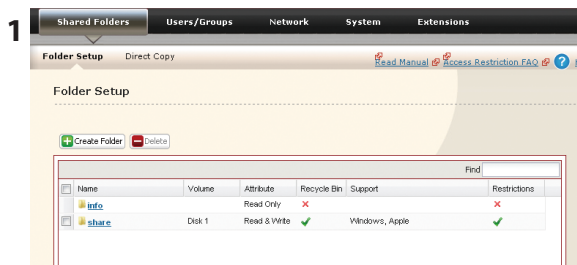 1
Shared Folders Users/Groups Network System Extensions
Folder Setup Direct Copy Read Manual Access Restriction FAQ ?
Folder Setup
Create Folder Delete
Find
Name Volume Attribute Recycle Bin Support Restrictions
info Read Only
share Disk 1 Read & Write Windows, Apple